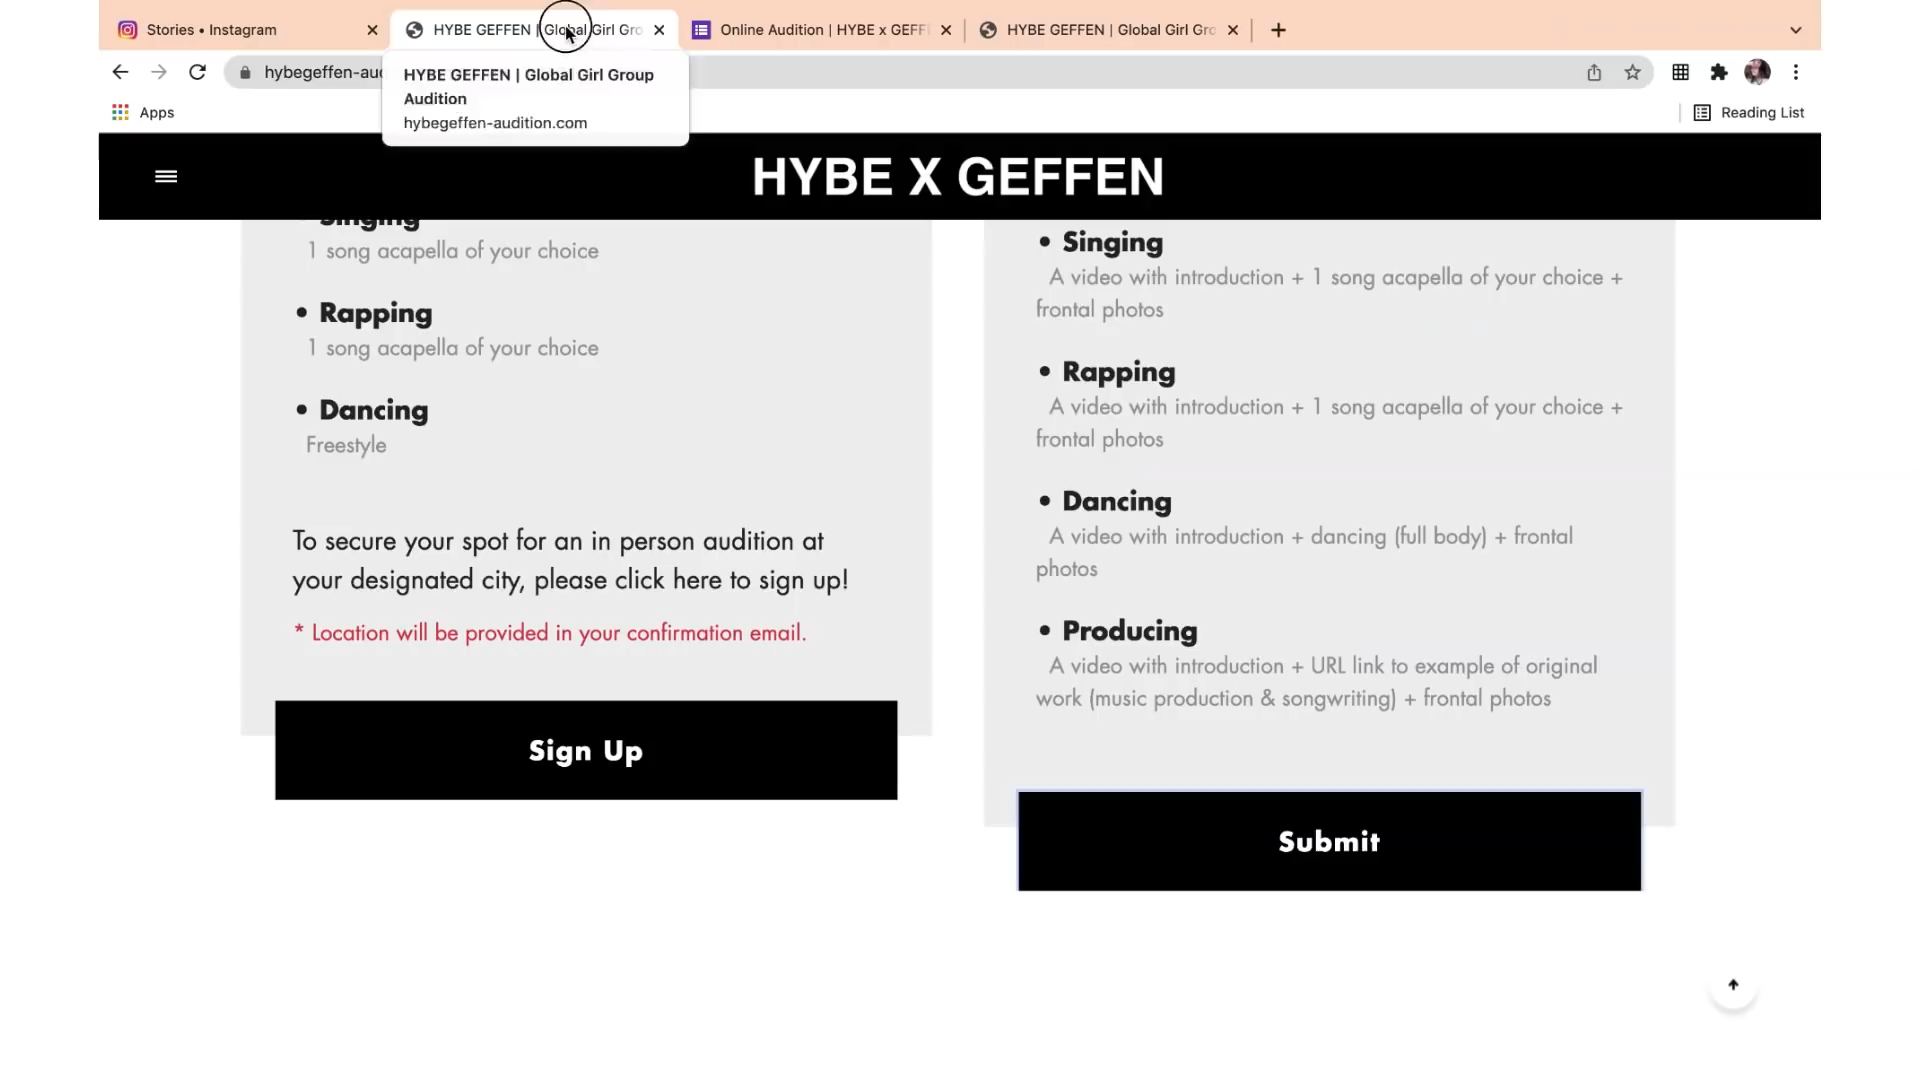 Stories • Instagram
HYBE GEFFEN | Global Girl Gro
Online Audition | HYBE x GEFF
HYBE GEFFEN | Global Girl Gro
hybegeffen-au
HYBE GEFFEN | Global Girl Group
Audition
hybegeffen-audition.com
Apps
Reading List
HYBE X GEFFEN
• Singing
1 song acapella of your choice
• Rapping
1 song acapella of your choice
• Dancing
Freestyle
To secure your spot for an in person audition at
your designated city, please click here to sign up!
* Location will be provided in your confirmation email.
Sign Up
• Singing
A video with introduction + 1 song acapella of your choice +
frontal photos
• Rapping
A video with introduction + 1 song acapella of your choice +
frontal photos
• Dancing
A video with introduction + dancing (full body) + frontal
photos
• Producing
A video with introduction + URL link to example of original
work (music production & songwriting) + frontal photos
Submit